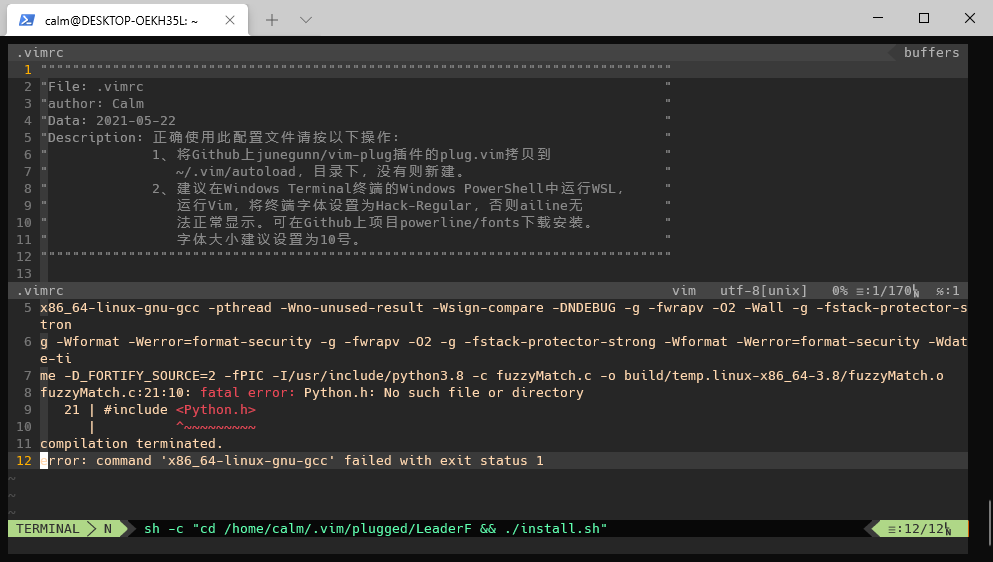 calm@DESKTOP-OEKH35L: ~
.vimrc buffers
1 """""""""""""""""""""""""""""""""""""""""""""""""""""""""""""""""""""""""""""""
2 "File: .vimrc "
3 "author: Calm "
4 "Data: 2021-05-22 "
5 "Description: 正确使用此配置文件请按以下操作: "
6 " 1、将Github上junegunn/vim-plug插件的plug.vim拷贝到 "
7 " ~/.vim/autoload，目录下，没有则新建。 "
8 " 2、建议在Windows Terminal终端的Windows PowerShell中运行WSL， "
9 " 运行Vim，将终端字体设置为Hack-Regular，否则ailine无 "
10 " 法正常显示。可在Github上项目powerline/fonts下载安装。 "
11 " 字体大小建议设置为10号。 "
12 """""""""""""""""""""""""""""""""""""""""""""""""""""""""""""""""""""""""""""""
13
.vimrc vim utf-8[unix] 0% ≡:1/170 :1
5 x86_64-linux-gnu-gcc -pthread -Wno-unused-result -Wsign-compare -DNDEBUG -g -fwrapv -O2 -Wall -g -fstack-protector-s
tron
6 g -Wformat -Werror=format-security -g -fwrapv -O2 -g -fstack-protector-strong -Wformat -Werror=format-security -Wdat
e-ti
7 me -D_FORTIFY_SOURCE=2 -fPIC -I/usr/include/python3.8 -c fuzzyMatch.c -o build/temp.linux-x86_64-3.8/fuzzyMatch.o
8 fuzzyMatch.c:21:10: fatal error: Python.h: No such file or directory
9 21 | #include <Python.h>
10 | ^~~~~~~~~~
11 compilation terminated.
12 error: command 'x86_64-linux-gnu-gcc' failed with exit status 1
~
~
~
TERMINAL N sh -c "cd /home/calm/.vim/plugged/LeaderF && ./install.sh" ≡:12/12